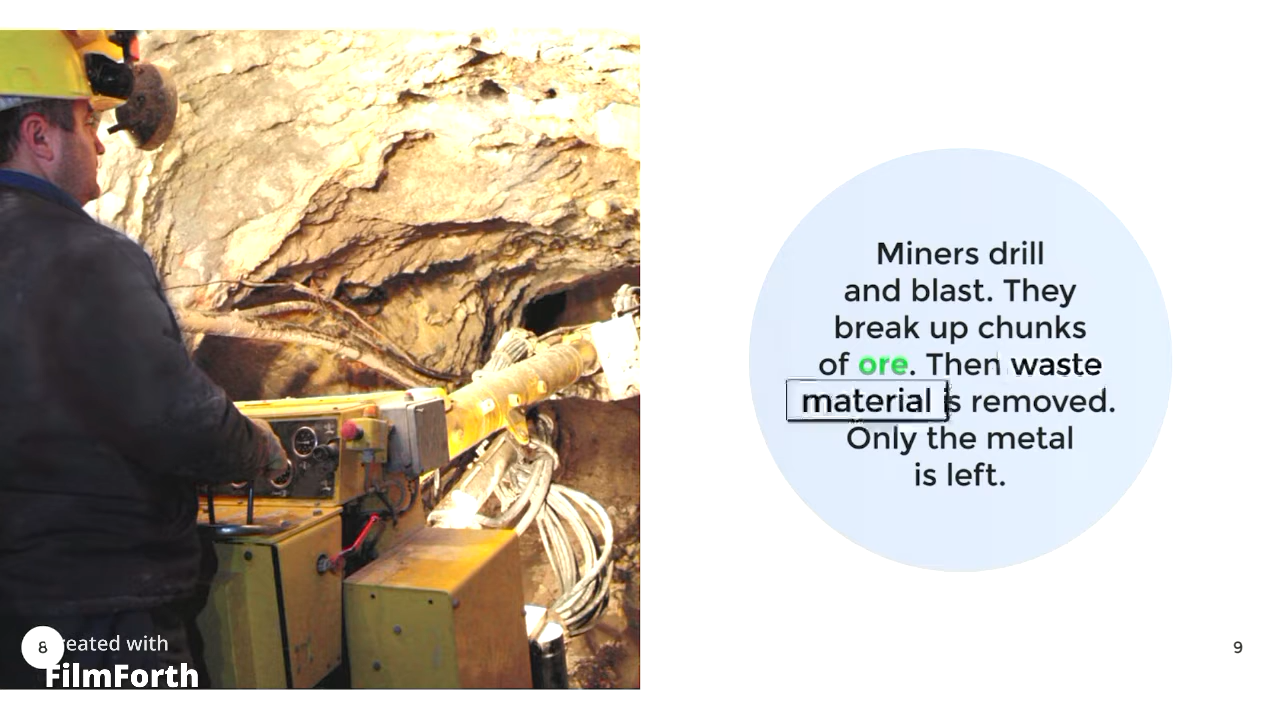 Miners drill
and blast. They
break up chunks
of ore. Then waste
material is removed.
Only the metal
is left.
8
reated with
FilmForth
9